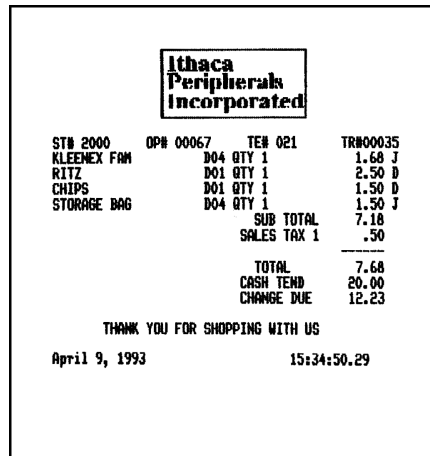 Ithaca
Peripherals
Incorporated
ST# 2000 OP# 00067 TE# 021 TR#00035
KLEENEX FAM D04 QTY 1 1.68 J
RITZ D01 QTY 1 2.50 D
CHIPS D01 QTY 1 1.50 D
STORAGE BAG D04 QTY 1 1.50 J
SUB TOTAL 7.18
SALES TAX 1 .50
TOTAL 7.68
CASH TEND 20.00
CHANGE DUE 12.23
THANK YOU FOR SHOPPING WITH US
April 9, 1993 15:34:50.29